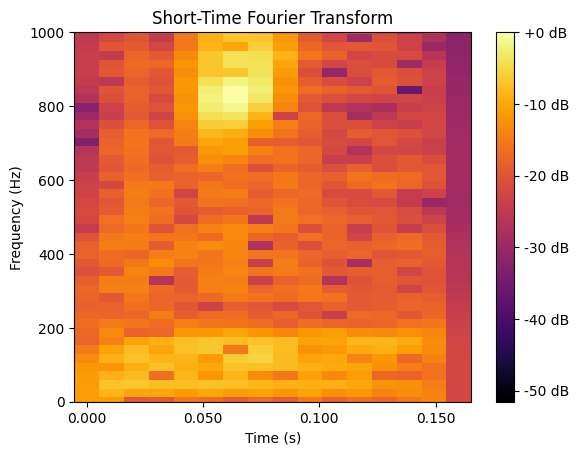 Short-Time Fourier Transform
1000
800
600
400
200
0
Frequency (Hz)
0.000
0.050
0.100
0.150
Time (s)
+0 dB
-10 dB
-20 dB
-30 dB
-40 dB
-50 dB